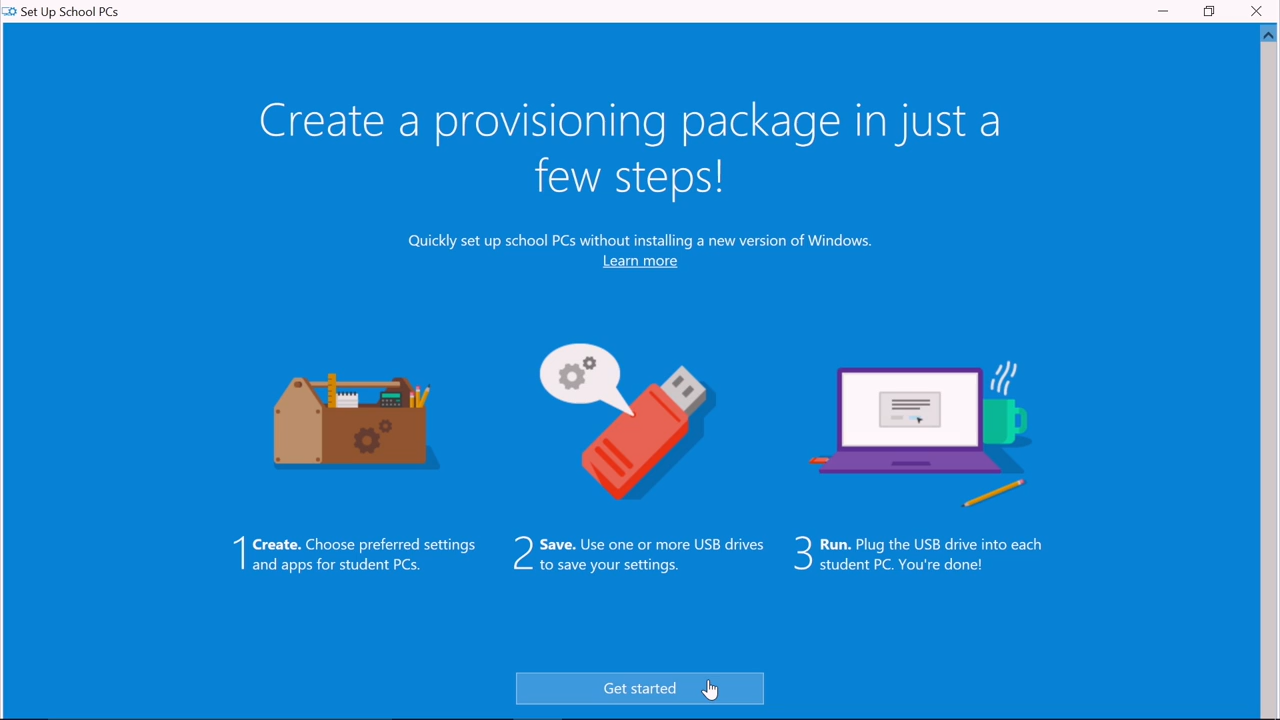 Set Up School PCs
Create a provisioning package in just a
few steps!
Quickly set up school PCs without installing a new version of Windows.
Learn more
1 Create. Choose preferred settings
and apps for student PCs.
2 Save. Use one or more USB drives
to save your settings.
3 Run. Plug the USB drive into each
student PC. You're done!
Get started